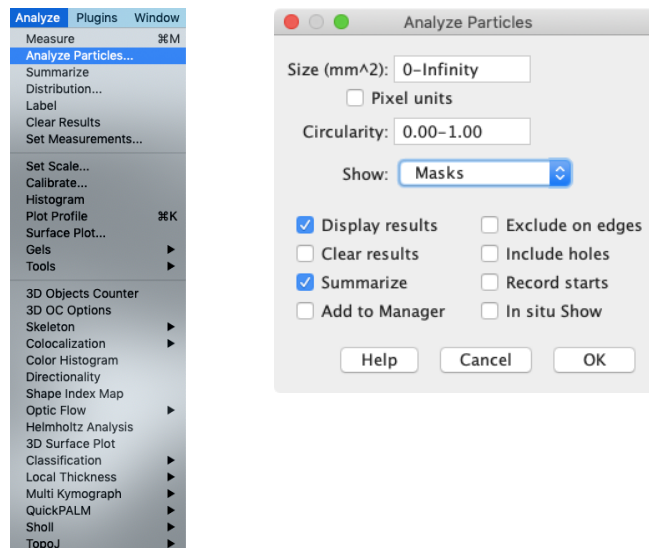 Analyze Plugins Window
Measure ⌘M
Analyze Particles...
Summarize
Distribution...
Label
Clear Results
Set Measurements...
Set Scale...
Calibrate...
Histogram
Plot Profile ⌘K
Surface Plot...
Gels
Tools
3D Objects Counter
3D OC Options
Skeleton
Colocalization
Color Histogram
Directionality
Shape Index Map
Optic Flow
Helmholtz Analysis
3D Surface Plot
Classification
Local Thickness
Multi Kymograph
QuickPALM
Sholl
TopoJ
Analyze Particles
Size (mm^2): 0-Infinity
Pixel units
Circularity: 0.00-1.00
Show: Masks
Display results Exclude on edges
Clear results Include holes
Summarize Record starts
Add to Manager In situ Show
Help Cancel OK